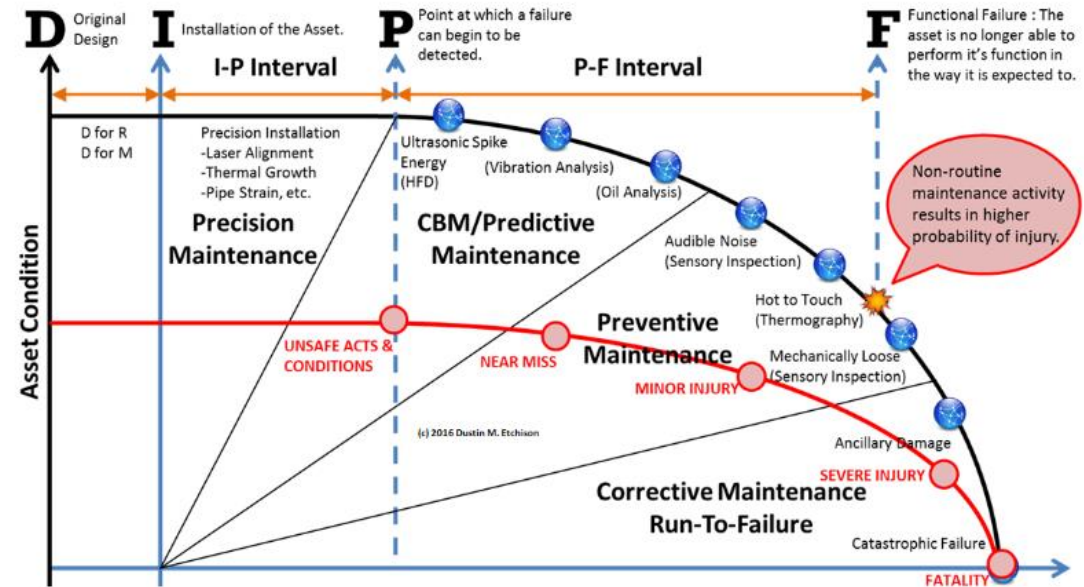 D
Original
Design
I
Installation of the Asset.
P
Point at which a failure
can begin to be
detected.
F
Functional Failure : The
asset is no longer able to
perform it's function in
the way it is expected to.
I-P Interval
P-F Interval
D for R
D for M
Precision Installation
-Laser Alignment
-Thermal Growth
-Pipe Strain, etc.
Precision
Maintenance
Ultrasonic Spike
Energy
(HFD)
(Vibration Analysis)
(Oil Analysis)
CBM/Predictive
Maintenance
Audible Noise
(Sensory Inspection)
Non-routine
maintenance activity
results in higher
probability of injury.
Hot to Touch
(Thermography)
Preventive
Maintenance
Mechanically Loose
(Sensory Inspection)
UNSAFE ACTS &
CONDITIONS
NEAR MISS
MINOR INJURY
Asset Condition
(c) 2016 Dustin M. Etchison
Ancillary Damage
SEVERE INJURY
Corrective Maintenance
Run-To-Failure
Catastrophic Failure
FATALITY